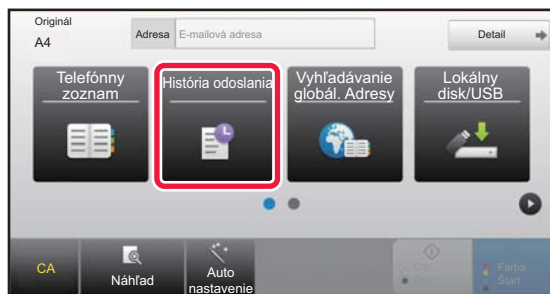 Originál
A4
Adresa
E-mailová adresa
Detail
Telefónny
zoznam
História odoslania
Vyhľadávanie
globál. Adresy
Lokálny
disk/USB
CA
Náhľad
Auto
nastavenie
Farba
Štart